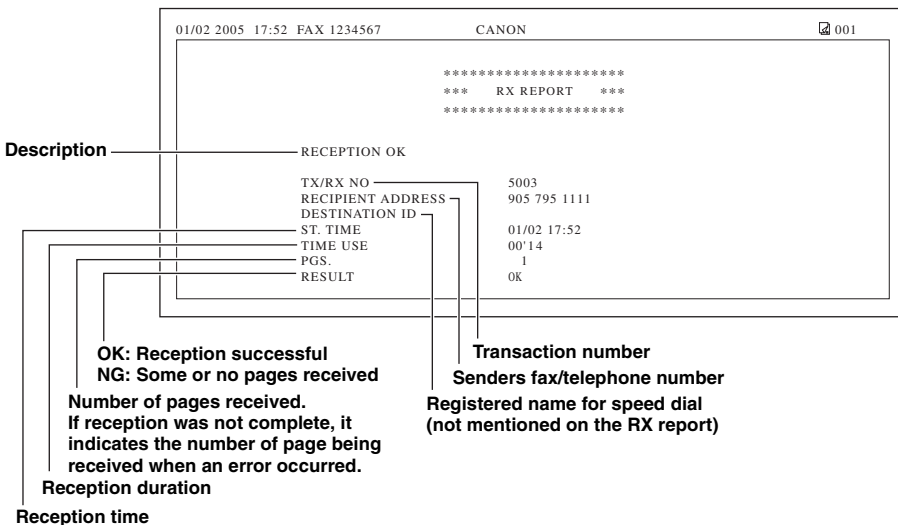 01/02 2005 17:52 FAX 1234567 CANON 001
*********************
*** RX REPORT ***
*********************
Description
RECEPTION OK
TX/RX NO 5003
RECIPIENT ADDRESS 905 795 1111
DESTINATION ID
ST. TIME 01/02 17:52
TIME USE 00'14
PGS. 1
RESULT OK
OK: Reception successful
NG: Some or no pages received
Number of pages received.
If reception was not complete, it
indicates the number of page being
received when an error occurred.
Reception duration
Reception time
Transaction number
Senders fax/telephone number
Registered name for speed dial
(not mentioned on the RX report)